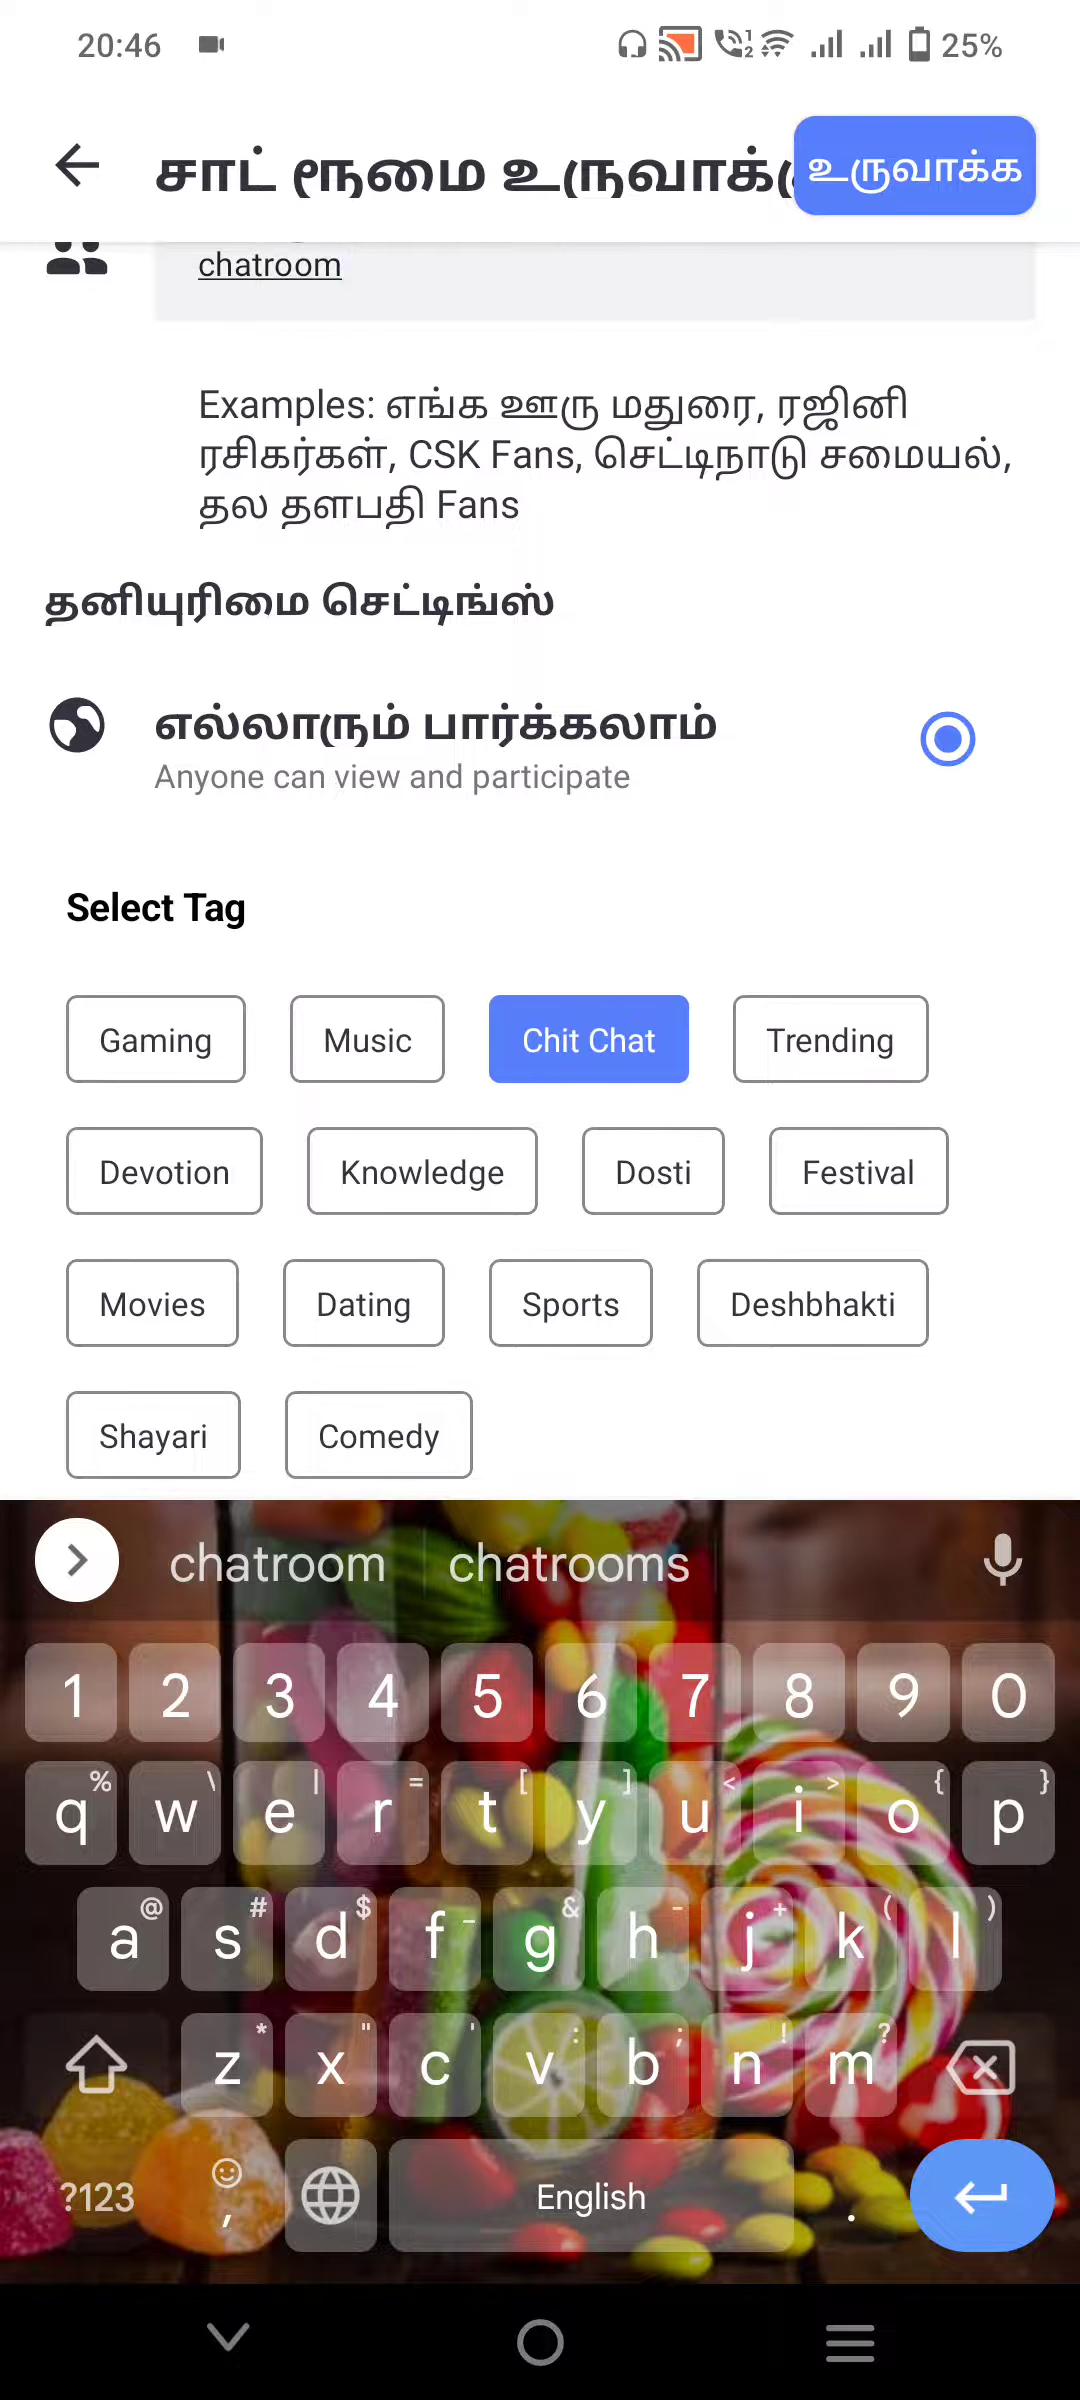 20:46 25%
சாட் ரூமை உருவாக்கு உருவாக்க
chatroom
Examples: எங்க ஊரு மதுரை, ரஜினி
ரசிகர்கள், CSK Fans, செட்டிநாடு சமையல்,
தல தளபதி Fans
தனியுரிமை செட்டிங்ஸ்
எல்லாரும் பார்க்கலாம்
Anyone can view and participate
Select Tag
Gaming Music Chit Chat Trending
Devotion Knowledge Dosti Festival
Movies Dating Sports Deshbhakti
Shayari Comedy
chatroom chatrooms
1 2 3 4 5 6 7 8 9 0
% \ | = [ ] < > { }
q w e r t y u i o p
@ # $ _ & - + ( )
a s d f g h j k l
* " ' : ; ! ?
z x c v b n m
?123 , English .